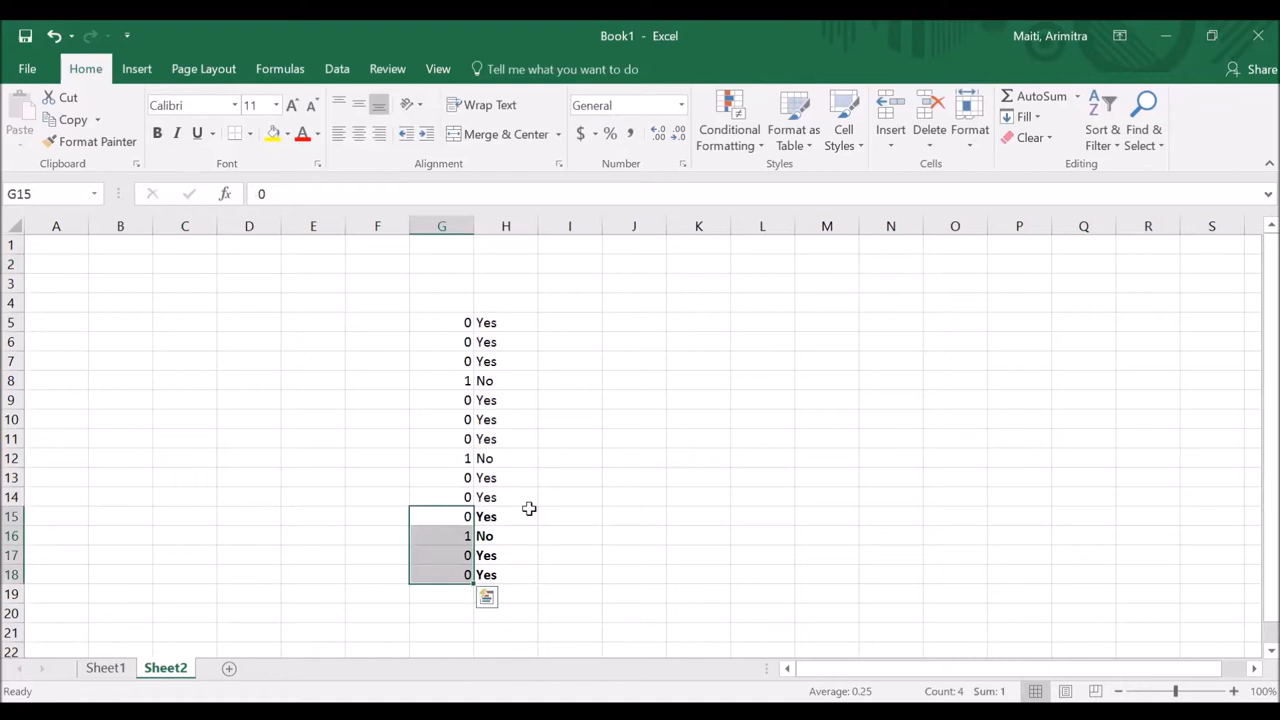 Book1 - Excel
Maiti, Arimitra
File Home Insert Page Layout Formulas Data Review View Tell me what you want to do Share
Paste
Cut
Copy
Format Painter
Clipboard
Calibri 11 A A
B I U A
Font
Wrap Text
Merge & Center
Alignment
General
$ % , .0 .00 .00 .0
Number
Conditional Formatting
Format as Table
Cell Styles
Styles
Insert Delete Format
Cells
AutoSum
Fill
Clear
Sort & Filter
Find & Select
Editing
G15 fx 0
A B C D E F G H I J K L M N O P Q R S
1
2
3
4
5 0 Yes
6 0 Yes
7 0 Yes
8 1 No
9 0 Yes
10 0 Yes
11 0 Yes
12 1 No
13 0 Yes
14 0 Yes
15 0 Yes
16 1 No
17 0 Yes
18 0 Yes
19
20
21
22
Sheet1 Sheet2
Ready Average: 0.25 Count: 4 Sum: 1 100%